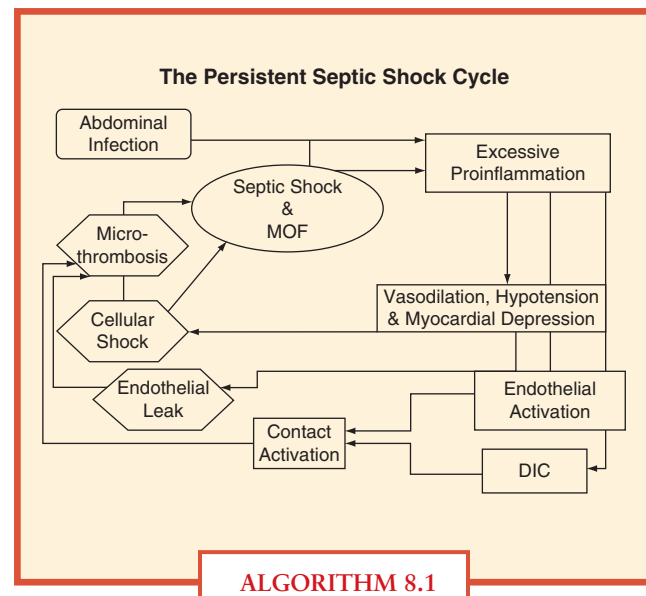 The Persistent Septic Shock Cycle
Abdominal
Infection
Excessive
Proinflammation
Septic Shock
&
MOF
Micro-
thrombosis
Vasodilation, Hypotension
& Myocardial Depression
Cellular
Shock
Endothelial
Leak
Endothelial
Activation
Contact
Activation
DIC
ALGORITHM 8.1